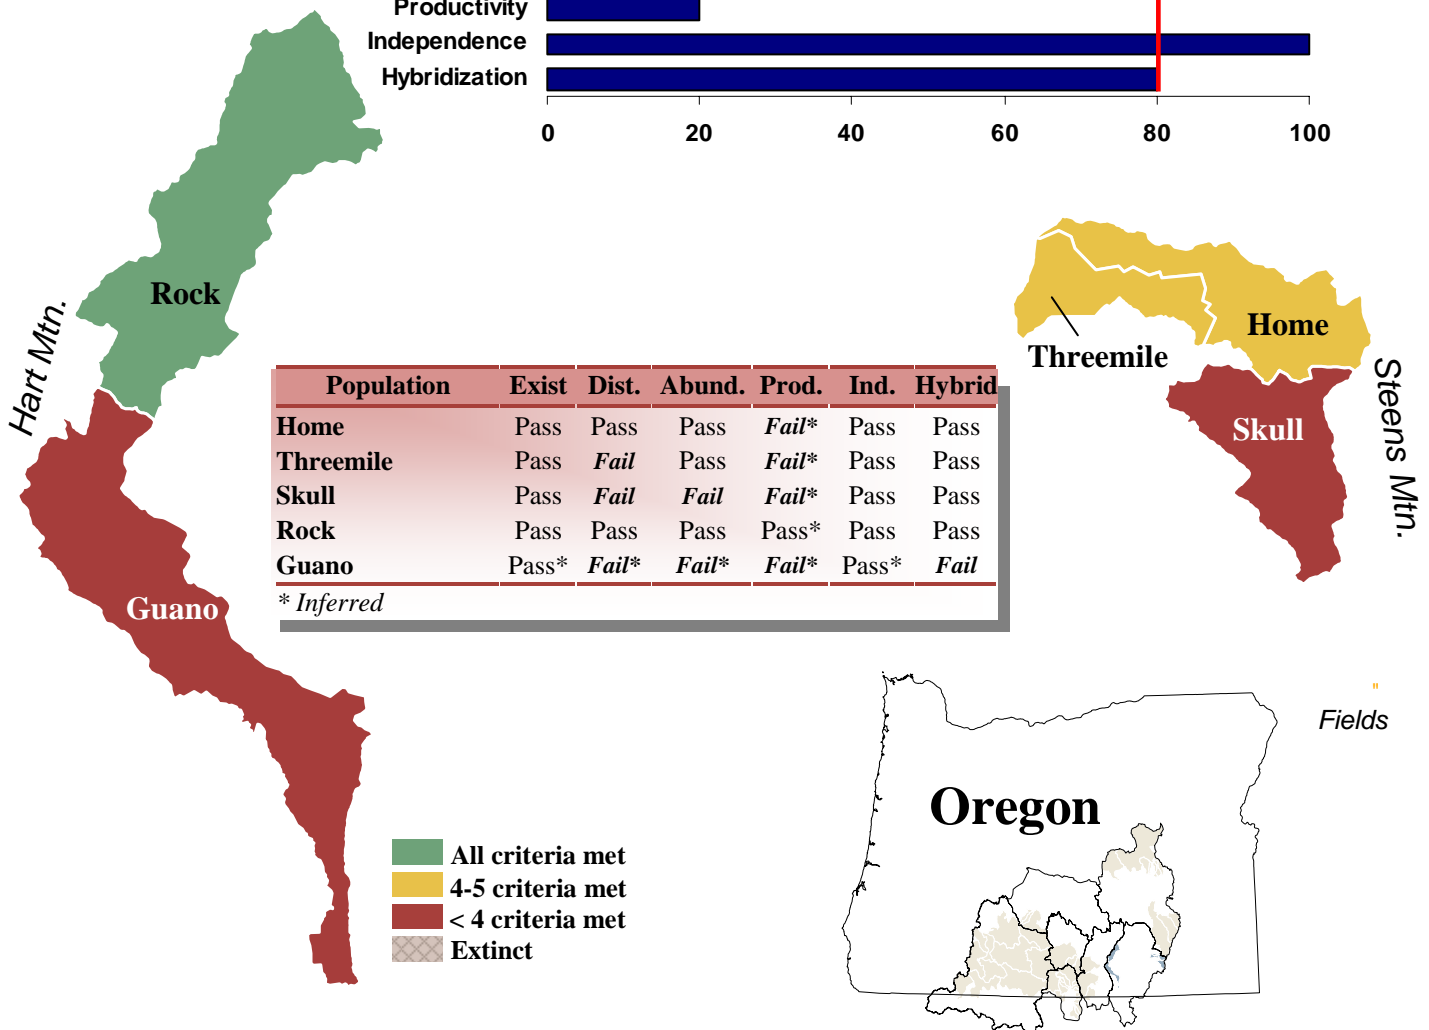 Productivity
Independence
Hybridization
0 20 40 60 80 100
Rock
Hart Mtn.
Home
Threemile
Steens Mtn.
Skull
Population Exist Dist. Abund. Prod. Ind. Hybrid
Home Pass Pass Pass Fail* Pass Pass
Threemile Pass Fail Pass Fail* Pass Pass
Skull Pass Fail Fail Fail* Pass Pass
Rock Pass Pass Pass Pass* Pass Pass
Guano Pass* Fail* Fail* Fail* Pass* Fail
* Inferred
Guano
"
Fields
Oregon
All criteria met
4-5 criteria met
< 4 criteria met
Extinct